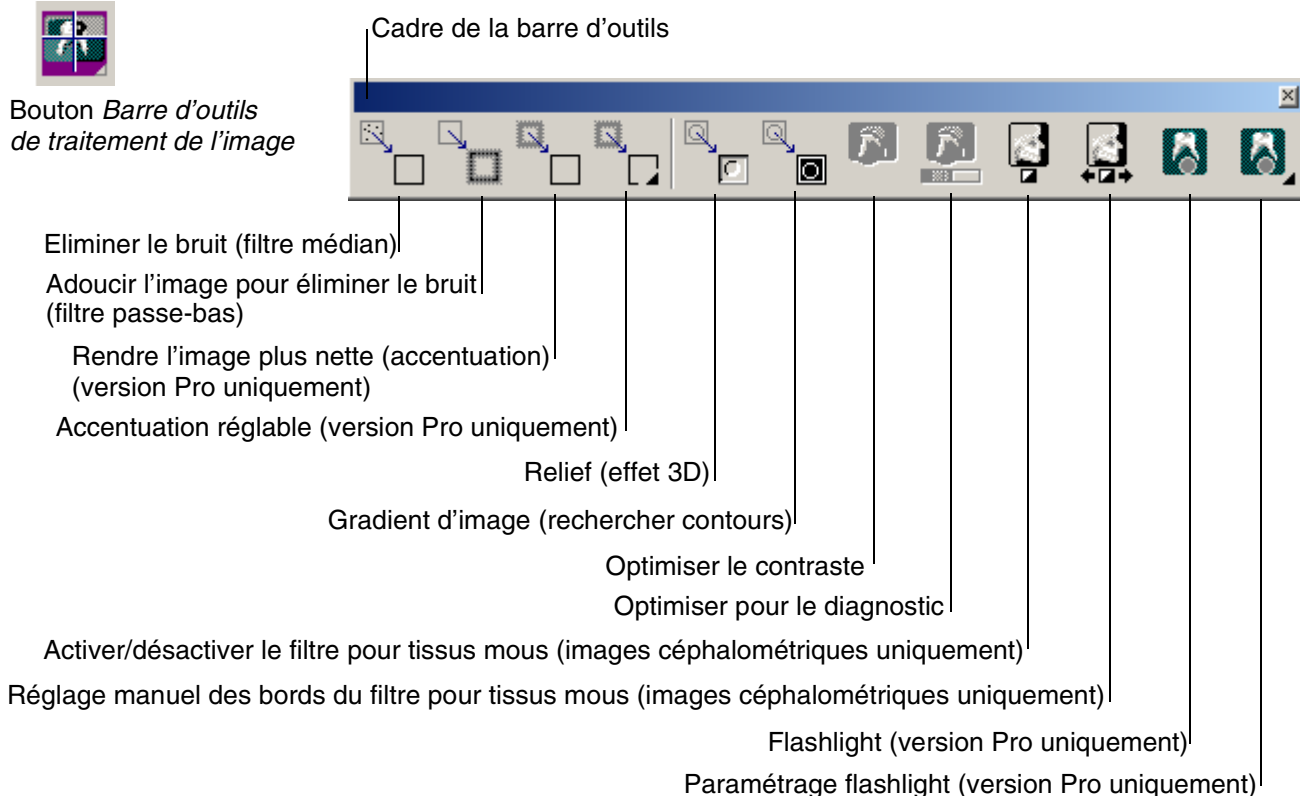 Cadre de la barre d'outils
Bouton Barre d'outils
de traitement de l'image
Eliminer le bruit (filtre médian)
Adoucir l'image pour éliminer le bruit
(filtre passe-bas)
Rendre l'image plus nette (accentuation)
(version Pro uniquement)
Accentuation réglable (version Pro uniquement)
Relief (effet 3D)
Gradient d'image (rechercher contours)
Optimiser le contraste
Optimiser pour le diagnostic
Activer/désactiver le filtre pour tissus mous (images céphalométriques uniquement)
Réglage manuel des bords du filtre pour tissus mous (images céphalométriques uniquement)
Flashlight (version Pro uniquement)
Paramétrage flashlight (version Pro uniquement)